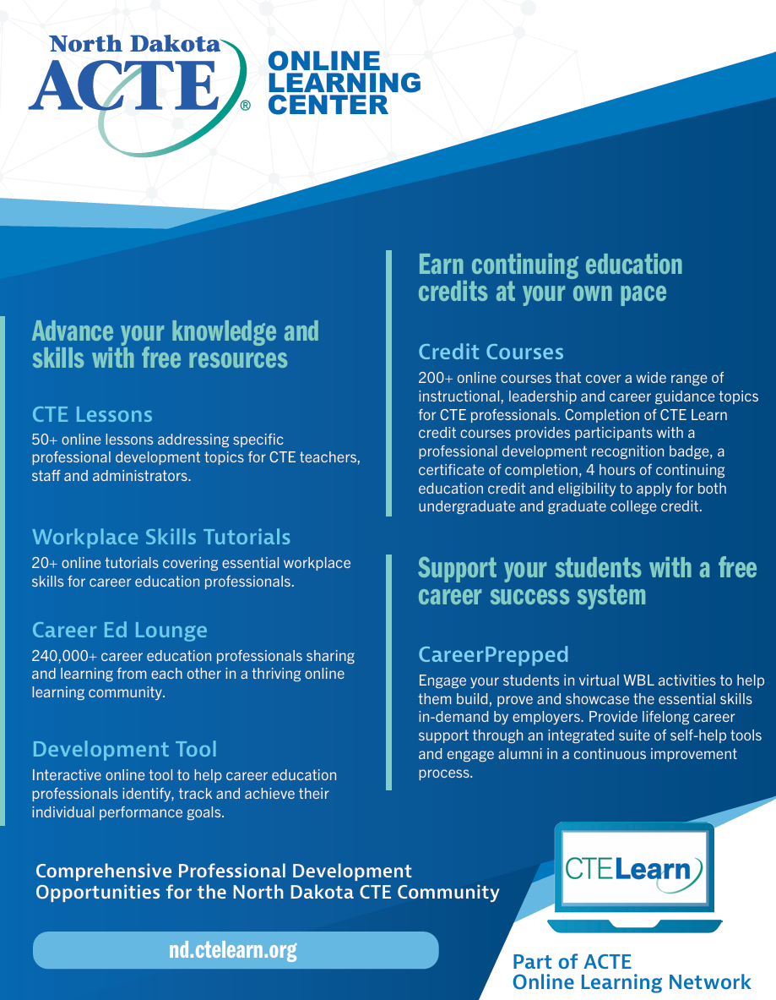 North Dakota
ACTE®
ONLINE
LEARNING
CENTER
Advance your knowledge and
skills with free resources
CTE Lessons
50+ online lessons addressing specific
professional development topics for CTE teachers,
staff and administrators.
Workplace Skills Tutorials
20+ online tutorials covering essential workplace
skills for career education professionals.
Career Ed Lounge
240,000+ career education professionals sharing
and learning from each other in a thriving online
learning community.
Development Tool
Interactive online tool to help career education
professionals identify, track and achieve their
individual performance goals.
Earn continuing education
credits at your own pace
Credit Courses
200+ online courses that cover a wide range of
instructional, leadership and career guidance topics
for CTE professionals. Completion of CTE Learn
credit courses provides participants with a
professional development recognition badge, a
certificate of completion, 4 hours of continuing
education credit and eligibility to apply for both
undergraduate and graduate college credit.
Support your students with a free
career success system
CareerPrepped
Engage your students in virtual WBL activities to help
them build, prove and showcase the essential skills
in-demand by employers. Provide lifelong career
support through an integrated suite of self-help tools
and engage alumni in a continuous improvement
process.
Comprehensive Professional Development
Opportunities for the North Dakota CTE Community
nd.ctelearn.org
CTELearn
Part of ACTE
Online Learning Network